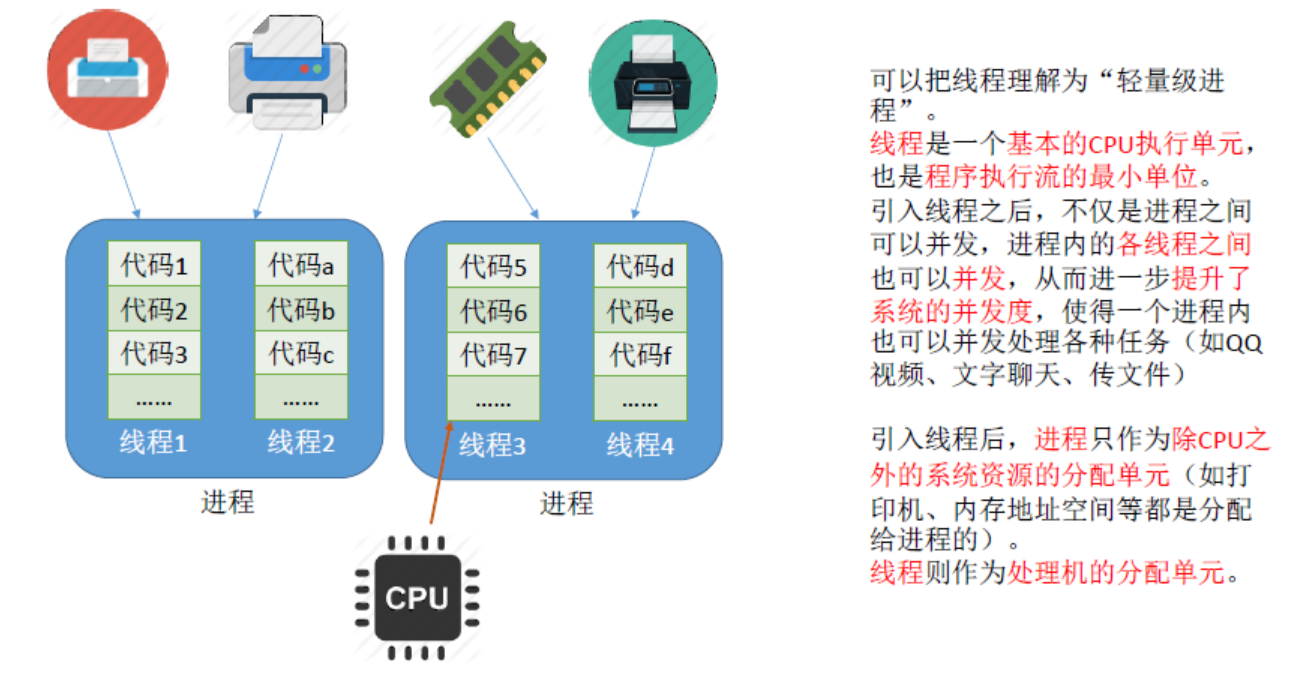 代码1
代码2
代码3
……
线程1
代码a
代码b
代码c
……
线程2
进程
代码5
代码6
代码7
……
线程3
代码d
代码e
代码f
……
线程4
进程
CPU
可以把线程理解为“轻量级进
程”。
线程是一个基本的CPU执行单元，
也是程序执行流的最小单位。
引入线程之后，不仅是进程之间
可以并发，进程内的各线程之间
也可以并发，从而进一步提升了
系统的并发度，使得一个进程内
也可以并发处理各种任务（如QQ
视频、文字聊天、传文件）
引入线程后，进程只作为除CPU之
外的系统资源的分配单元（如打
印机、内存地址空间等都是分配
给进程的）。
线程则作为处理机的分配单元。